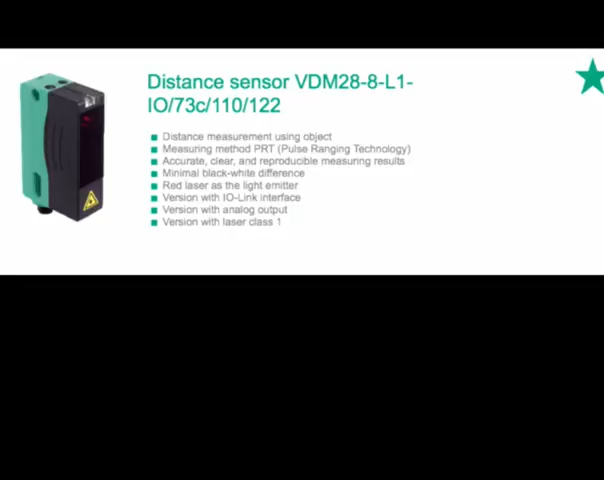 Distance sensor VDM28-8-L1-
IO/73c/110/122
Distance measurement using object
Measuring method PRT (Pulse Ranging Technology)
Accurate, clear, and reproducible measuring results
Minimal black-white difference
Red laser as the light emitter
Version with IO-Link interface
Version with analog output
Version with laser class 1